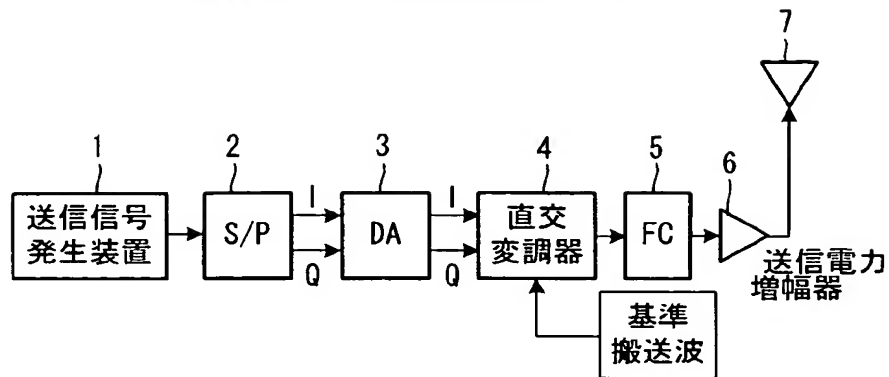 7
1
2
3
4
5
6
送信信号
発生装置
S/P
I
Q
DA
I
Q
直交
変調器
FC
送信電力
増幅器
基準
搬送波